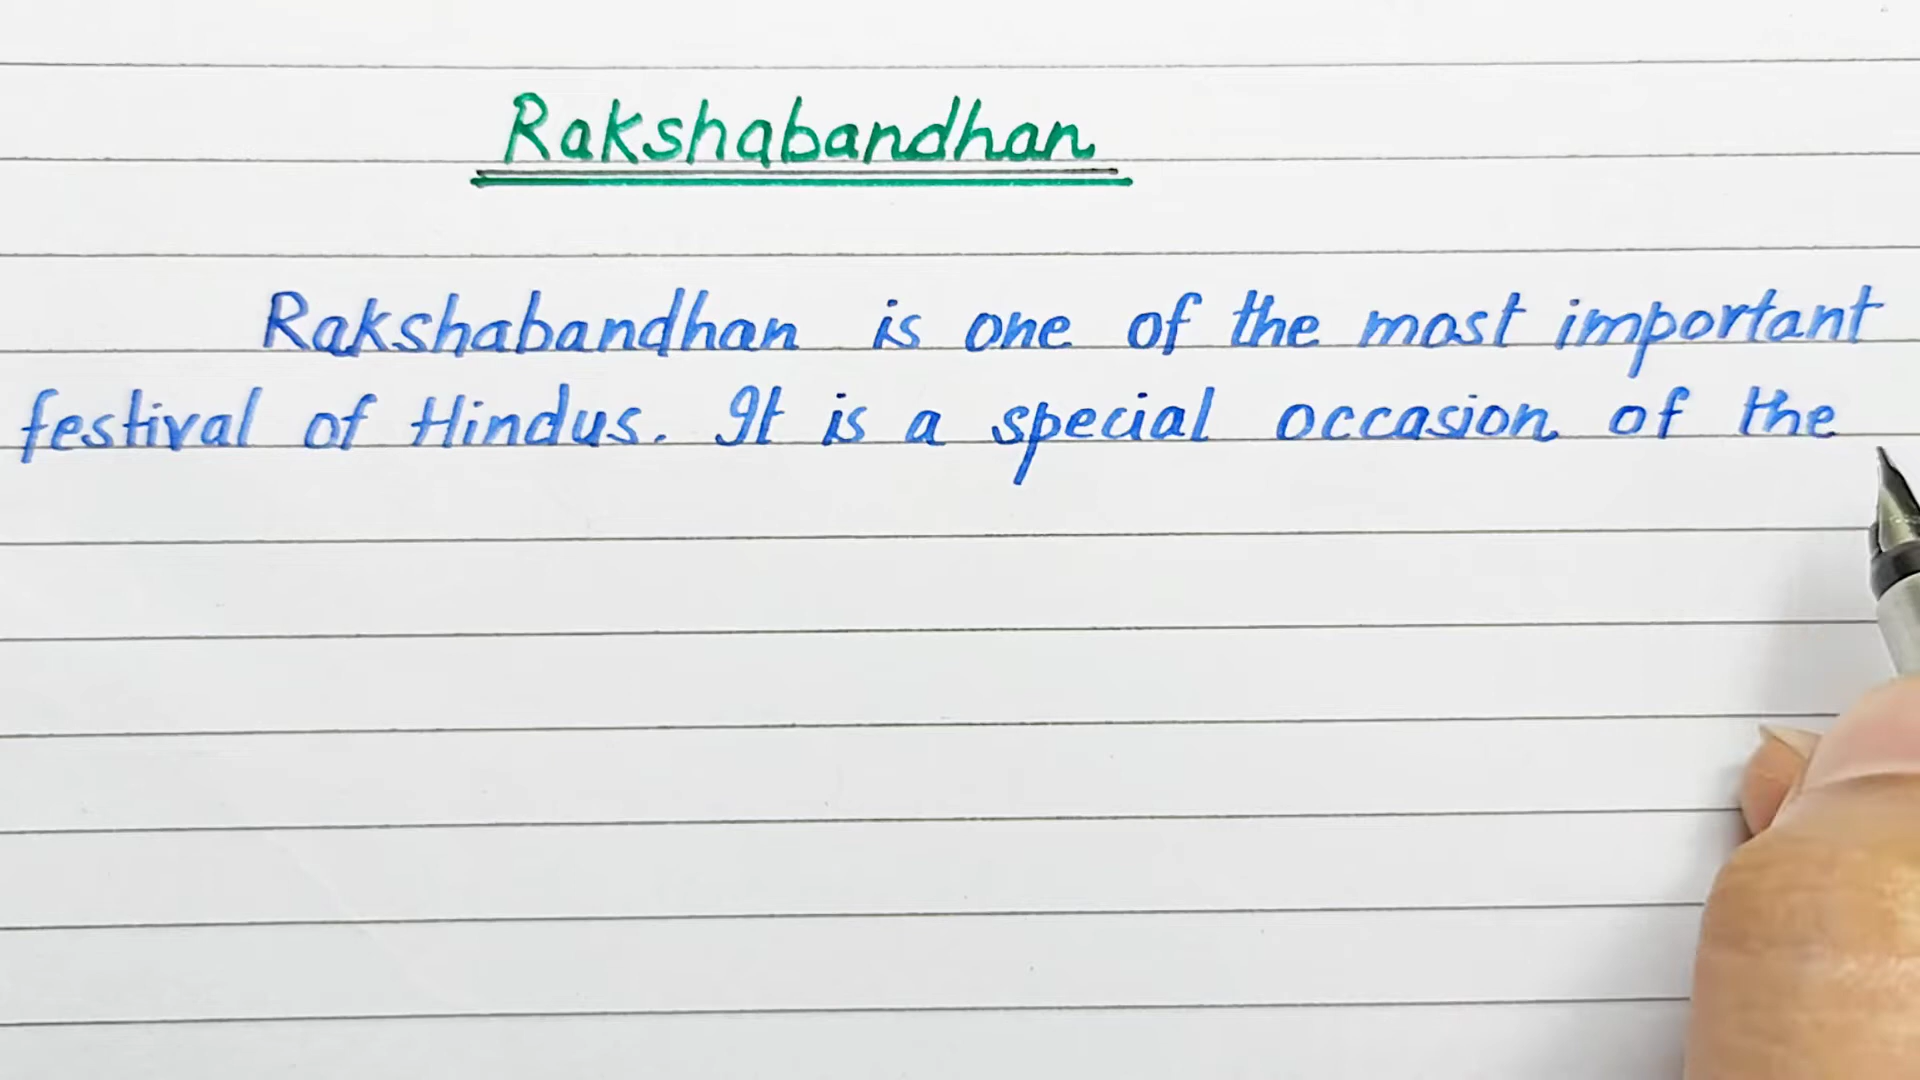 Rakshabandhan
Rakshabandhan is one of the most important
festival of Hindus. It is a special occasion of the